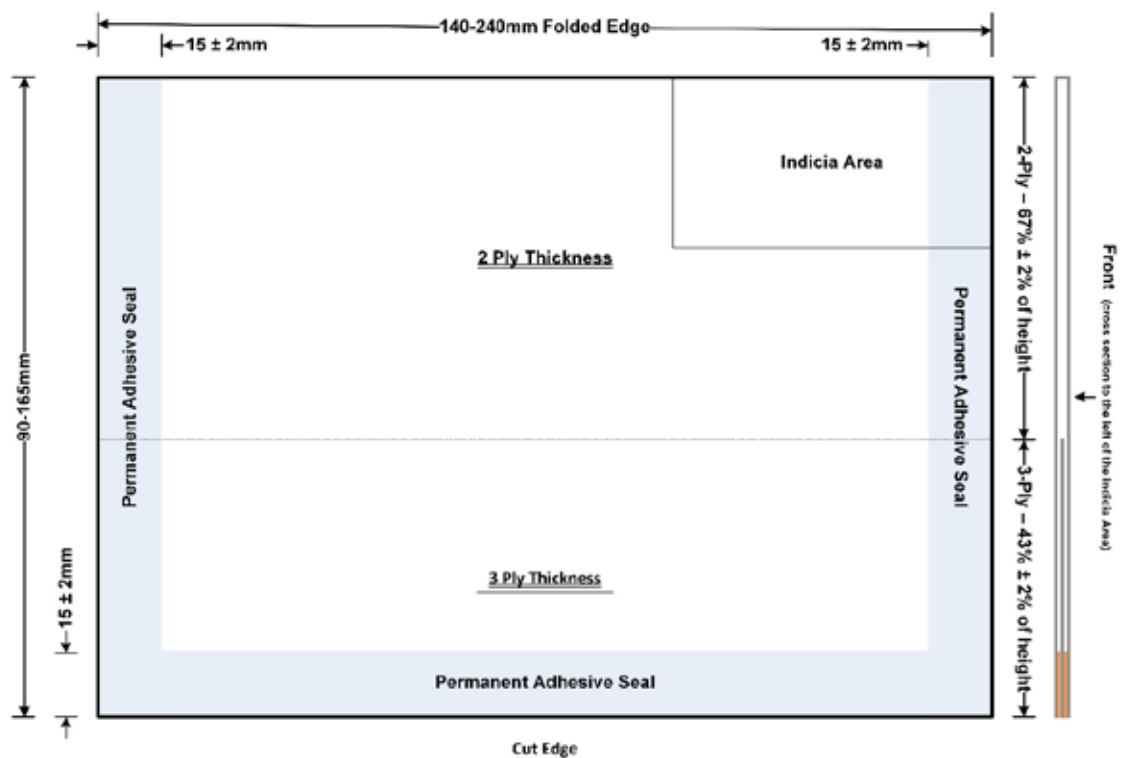 140-240mm Folded Edge
15 ± 2mm
15 ± 2mm
Indicia Area
2 Ply Thickness
Permanent Adhesive Seal
Permanent Adhesive Seal
90-165mm
2-Ply – 67% ± 2% of height
Front (cross section to the left of the Indicia Area)
3-Ply – 43% ± 2% of height
15 ± 2mm
3 Ply Thickness
Permanent Adhesive Seal
Cut Edge